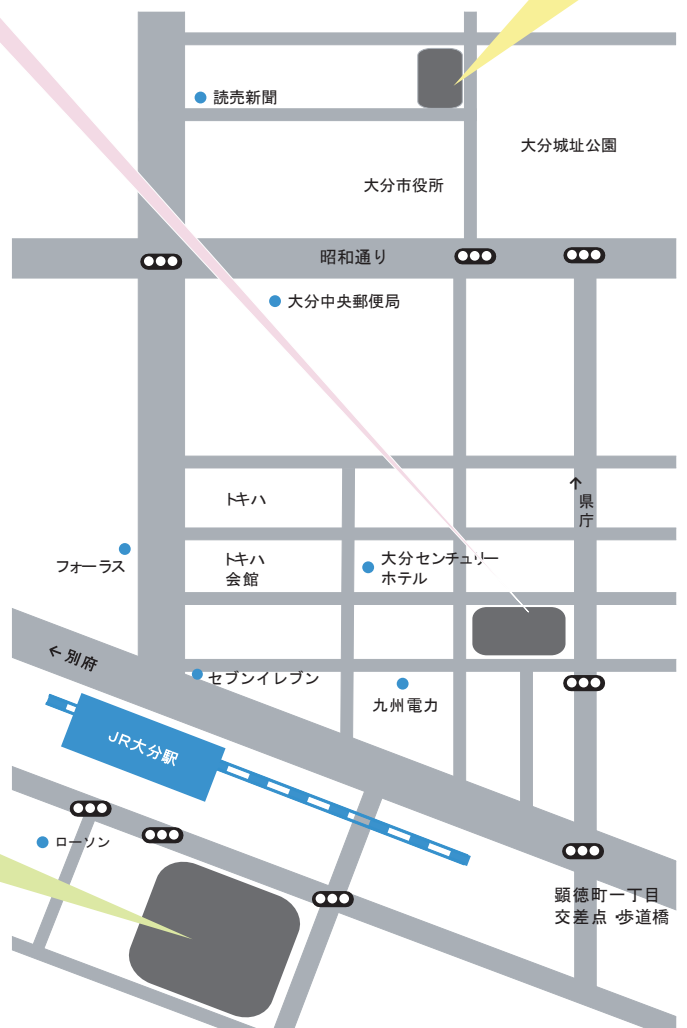 読売新聞
大分城址公園
大分市役所
昭和通り
大分中央郵便局
トキハ
↑
県庁
フォーラス
トキハ
会館
大分センチュリー
ホテル
←別府
セブンイレブン
九州電力
JR大分駅
ローソン
顕徳町一丁目
交差点・歩道橋